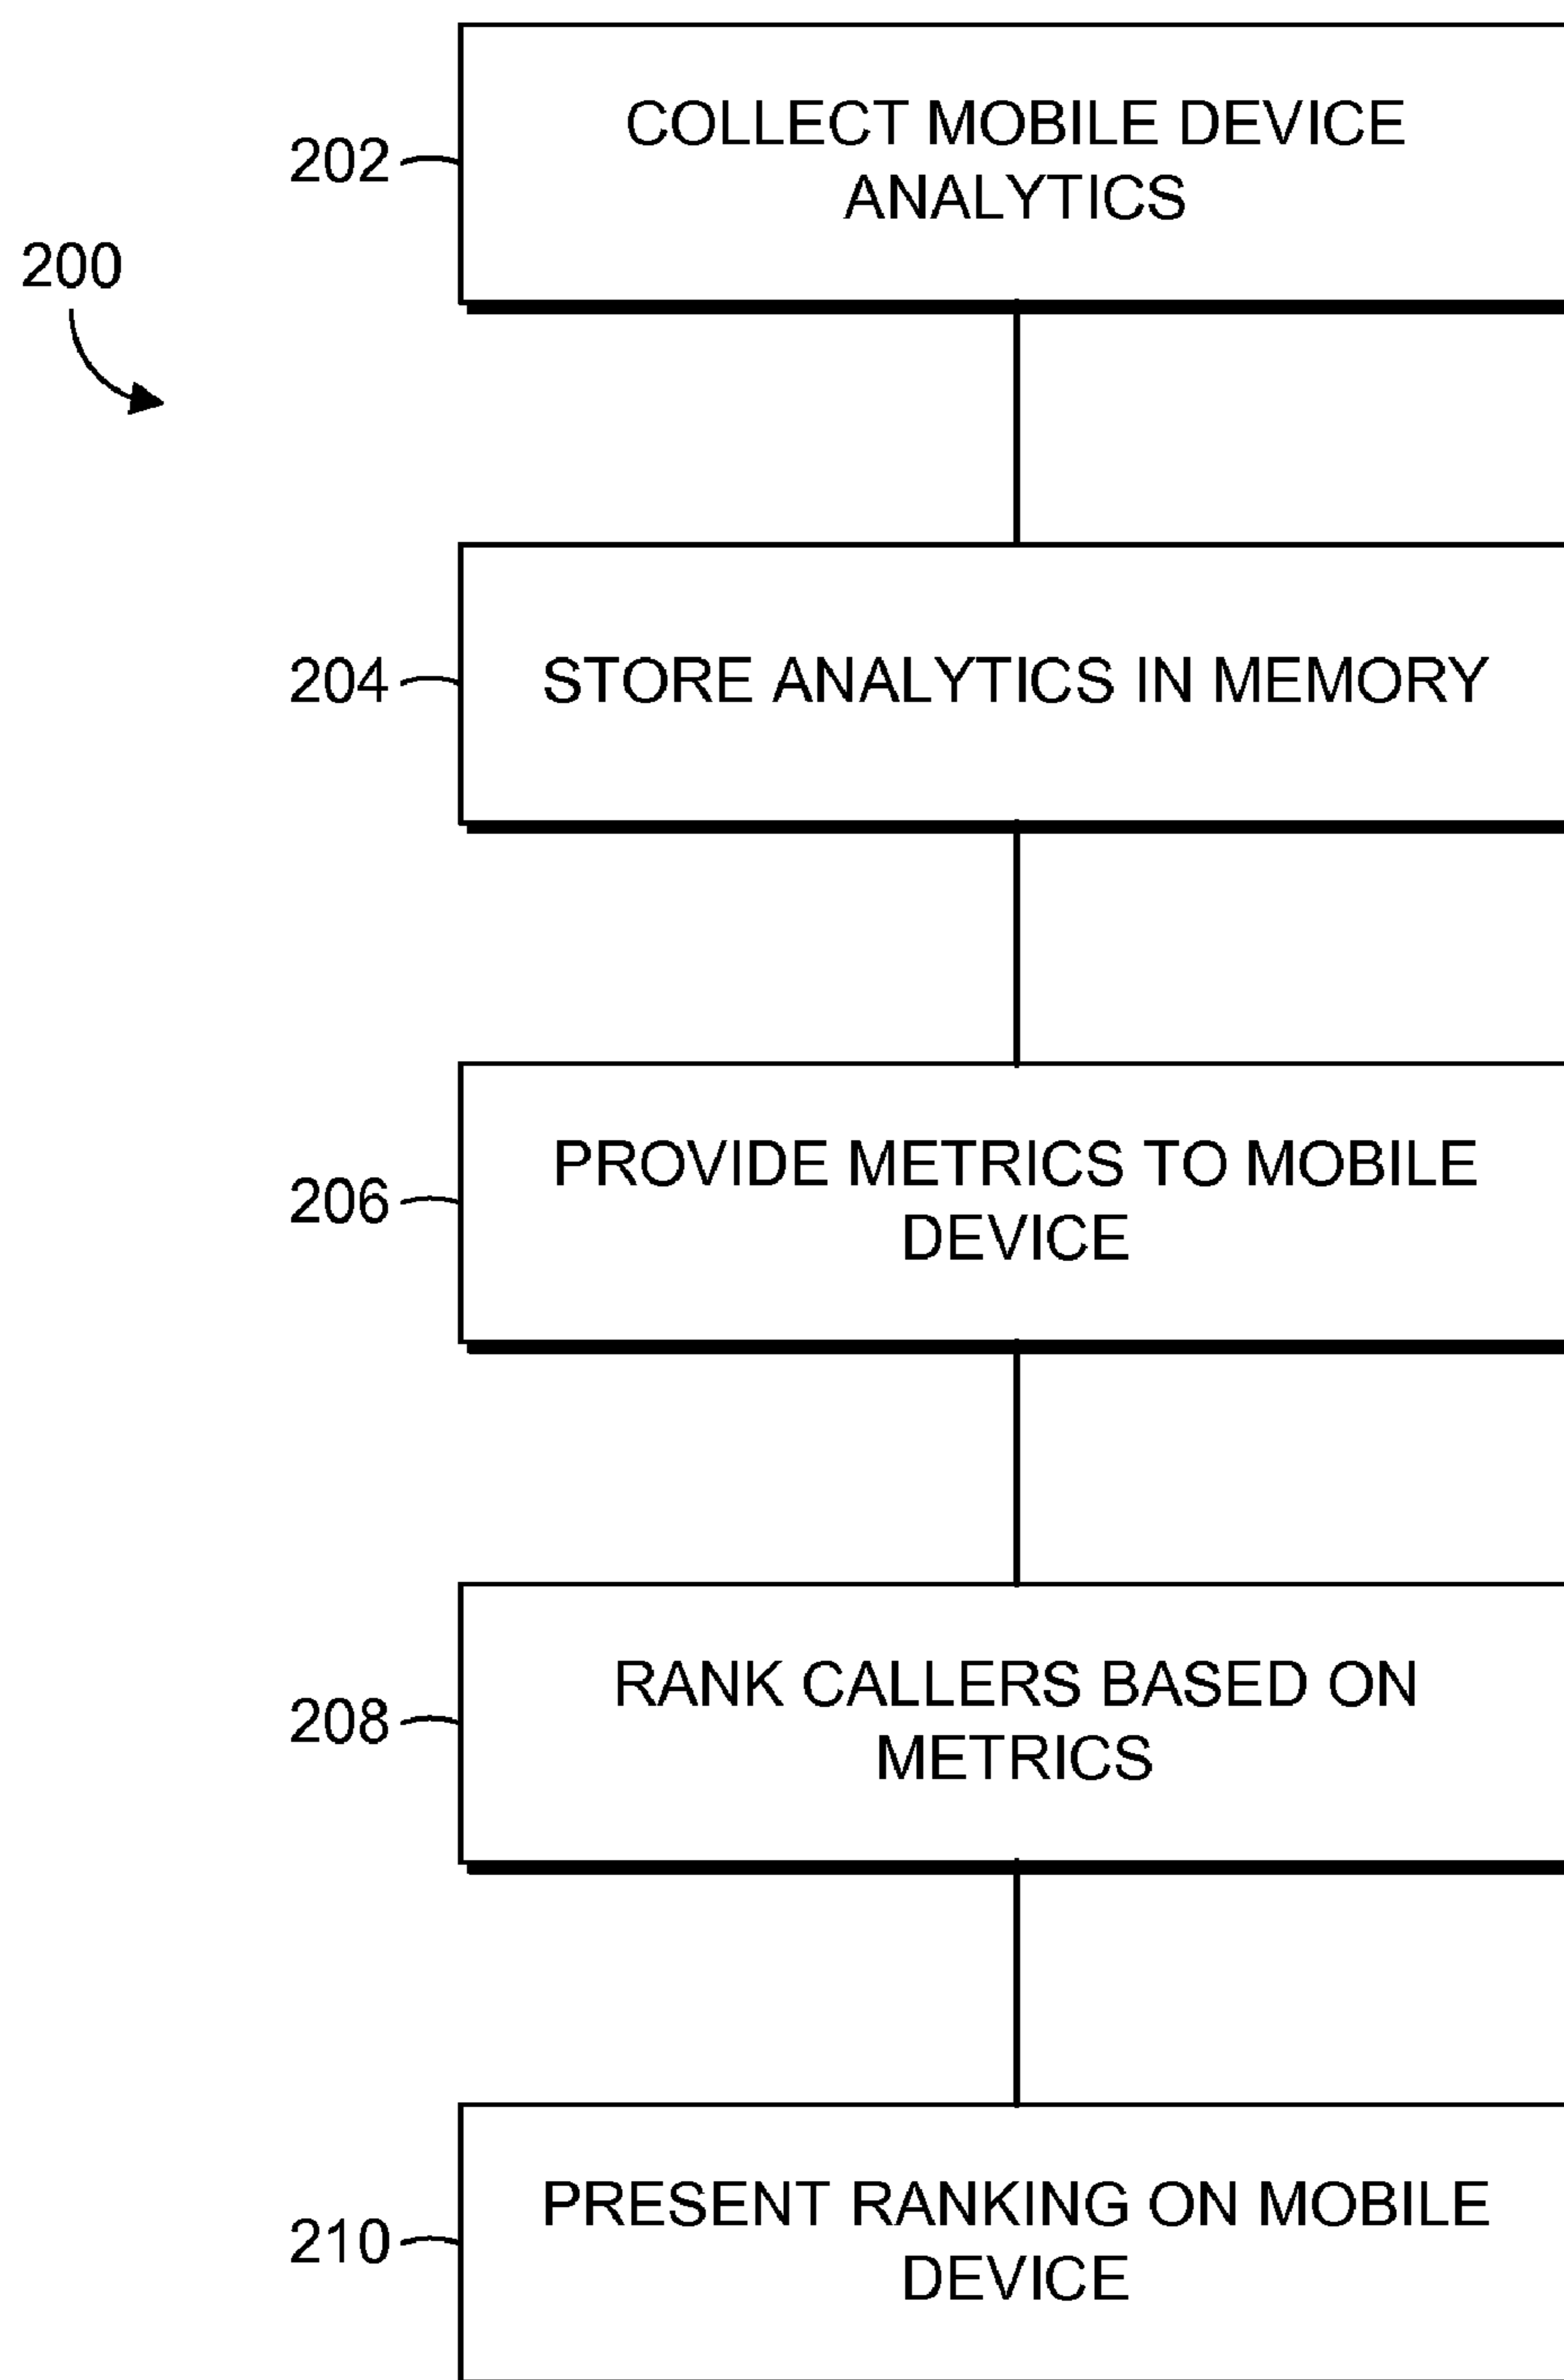 COLLECT MOBILE DEVICE
ANALYTICS
202
200
STORE ANALYTICS IN MEMORY
204
PROVIDE METRICS TO MOBILE
DEVICE
206
RANK CALLERS BASED ON
METRICS
208
PRESENT RANKING ON MOBILE
DEVICE
210